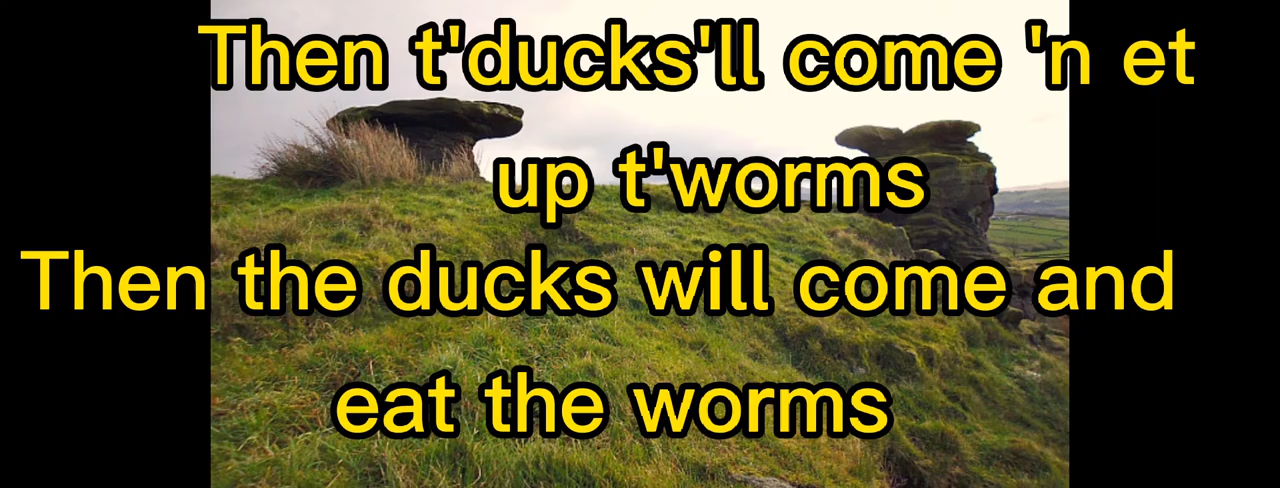 Then t'ducks'll come 'n et
up t'worms
Then the ducks will come and
eat the worms